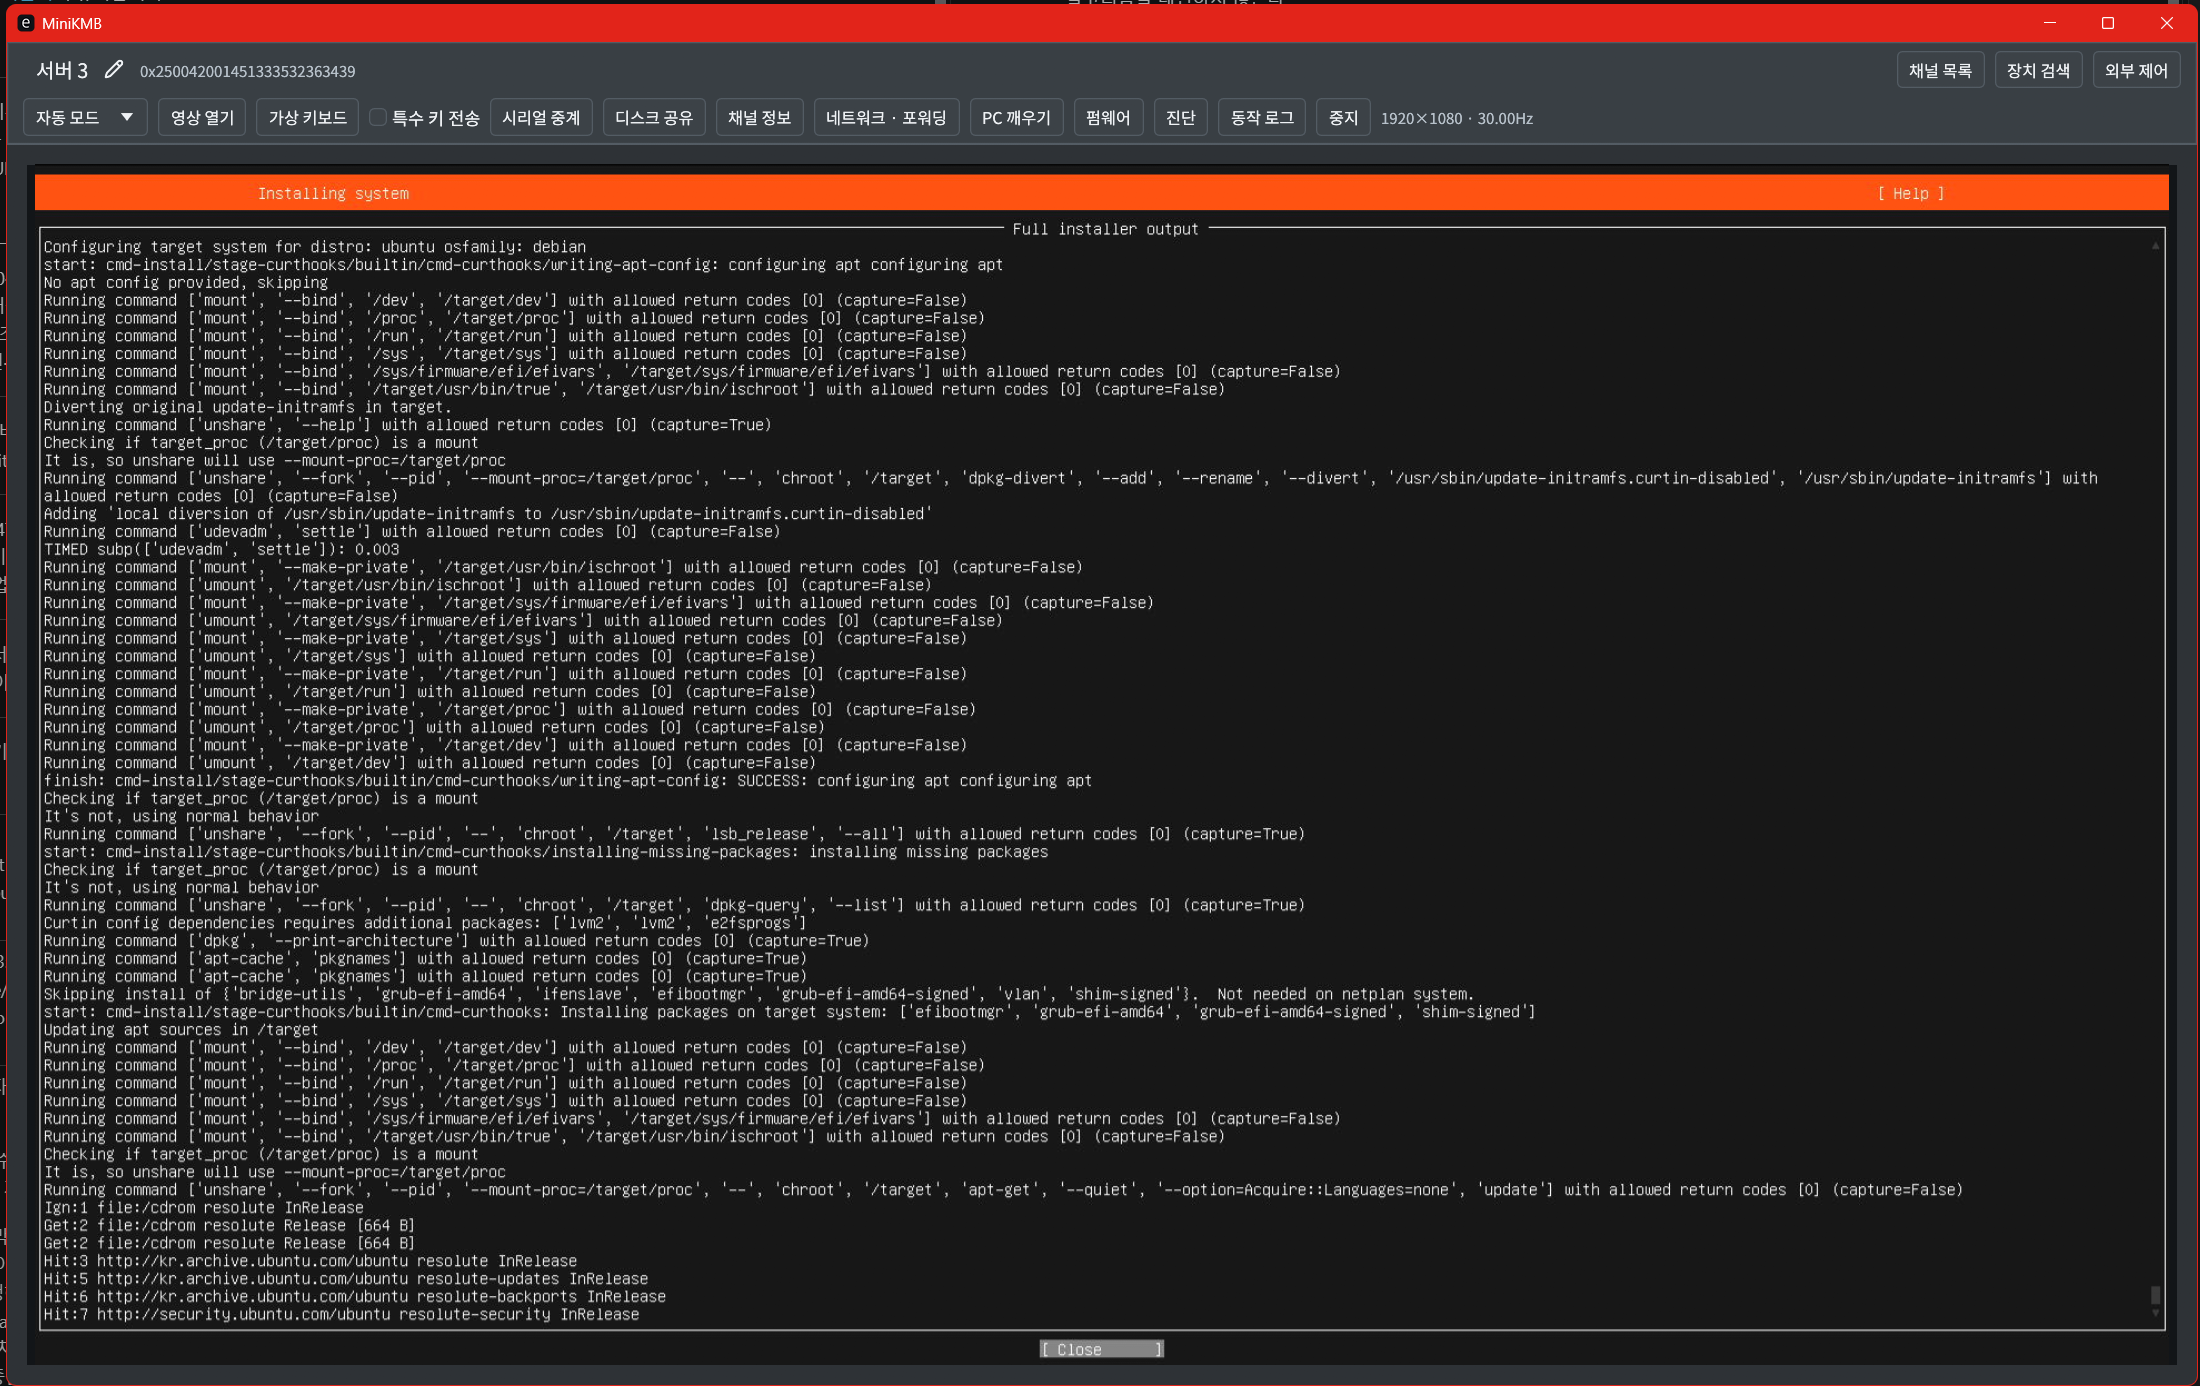 MiniKMB
서버 3 0x250042001451333532363439 채널 목록 장치 검색 외부 제어
자동 모드 영상 열기 가상 키보드 특수 키 전송 시리얼 중계 디스크 공유 채널 정보 네트워크 · 포워딩 PC 깨우기 펌웨어 진단 동작 로그 중지 1920×1080 · 30.00Hz
Installing system [ Help ]
Full installer output
Configuring target system for distro: ubuntu osfamily: debian
start: cmd-install/stage-curthooks/builtin/cmd-curthooks/writing-apt-config: configuring apt configuring apt
No apt config provided, skipping
Running command ['mount', '--bind', '/dev', '/target/dev'] with allowed return codes [0] (capture=False)
Running command ['mount', '--bind', '/proc', '/target/proc'] with allowed return codes [0] (capture=False)
Running command ['mount', '--bind', '/run', '/target/run'] with allowed return codes [0] (capture=False)
Running command ['mount', '--bind', '/sys', '/target/sys'] with allowed return codes [0] (capture=False)
Running command ['mount', '--bind', '/sys/firmware/efi/efivars', '/target/sys/firmware/efi/efivars'] with allowed return codes [0] (capture=False)
Running command ['mount', '--bind', '/target/usr/bin/true', '/target/usr/bin/ischroot'] with allowed return codes [0] (capture=False)
Diverting original update-initramfs in target.
Running command ['unshare', '--help'] with allowed return codes [0] (capture=True)
Checking if target_proc (/target/proc) is a mount
It is, so unshare will use --mount-proc=/target/proc
Running command ['unshare', '--fork', '--pid', '--mount-proc=/target/proc', '--', 'chroot', '/target', 'dpkg-divert', '--add', '--rename', '--divert', '/usr/sbin/update-initramfs.curtin-disabled', '/usr/sbin/update-initramfs'] with
allowed return codes [0] (capture=False)
Adding 'local diversion of /usr/sbin/update-initramfs to /usr/sbin/update-initramfs.curtin-disabled'
Running command ['udevadm', 'settle'] with allowed return codes [0] (capture=False)
TIMED subp(['udevadm', 'settle']): 0.003
Running command ['mount', '--make-private', '/target/usr/bin/ischroot'] with allowed return codes [0] (capture=False)
Running command ['umount', '/target/usr/bin/ischroot'] with allowed return codes [0] (capture=False)
Running command ['mount', '--make-private', '/target/sys/firmware/efi/efivars'] with allowed return codes [0] (capture=False)
Running command ['umount', '/target/sys/firmware/efi/efivars'] with allowed return codes [0] (capture=False)
Running command ['mount', '--make-private', '/target/sys'] with allowed return codes [0] (capture=False)
Running command ['umount', '/target/sys'] with allowed return codes [0] (capture=False)
Running command ['mount', '--make-private', '/target/run'] with allowed return codes [0] (capture=False)
Running command ['umount', '/target/run'] with allowed return codes [0] (capture=False)
Running command ['mount', '--make-private', '/target/proc'] with allowed return codes [0] (capture=False)
Running command ['umount', '/target/proc'] with allowed return codes [0] (capture=False)
Running command ['mount', '--make-private', '/target/dev'] with allowed return codes [0] (capture=False)
Running command ['umount', '/target/dev'] with allowed return codes [0] (capture=False)
finish: cmd-install/stage-curthooks/builtin/cmd-curthooks/writing-apt-config: SUCCESS: configuring apt configuring apt
Checking if target_proc (/target/proc) is a mount
It's not, using normal behavior
Running command ['unshare', '--fork', '--pid', '--', 'chroot', '/target', 'lsb_release', '--all'] with allowed return codes [0] (capture=True)
start: cmd-install/stage-curthooks/builtin/cmd-curthooks/installing-missing-packages: installing missing packages
Checking if target_proc (/target/proc) is a mount
It's not, using normal behavior
Running command ['unshare', '--fork', '--pid', '--', 'chroot', '/target', 'dpkg-query', '--list'] with allowed return codes [0] (capture=True)
Curtin config dependencies requires additional packages: ['lvm2', 'lvm2', 'e2fsprogs']
Running command ['dpkg', '--print-architecture'] with allowed return codes [0] (capture=True)
Running command ['apt-cache', 'pkgnames'] with allowed return codes [0] (capture=True)
Running command ['apt-cache', 'pkgnames'] with allowed return codes [0] (capture=True)
Skipping install of {'bridge-utils', 'grub-efi-amd64', 'ifenslave', 'efibootmgr', 'grub-efi-amd64-signed', 'vlan', 'shim-signed'}.  Not needed on netplan system.
start: cmd-install/stage-curthooks/builtin/cmd-curthooks: Installing packages on target system: ['efibootmgr', 'grub-efi-amd64', 'grub-efi-amd64-signed', 'shim-signed']
Updating apt sources in /target
Running command ['mount', '--bind', '/dev', '/target/dev'] with allowed return codes [0] (capture=False)
Running command ['mount', '--bind', '/proc', '/target/proc'] with allowed return codes [0] (capture=False)
Running command ['mount', '--bind', '/run', '/target/run'] with allowed return codes [0] (capture=False)
Running command ['mount', '--bind', '/sys', '/target/sys'] with allowed return codes [0] (capture=False)
Running command ['mount', '--bind', '/sys/firmware/efi/efivars', '/target/sys/firmware/efi/efivars'] with allowed return codes [0] (capture=False)
Running command ['mount', '--bind', '/target/usr/bin/true', '/target/usr/bin/ischroot'] with allowed return codes [0] (capture=False)
Checking if target_proc (/target/proc) is a mount
It is, so unshare will use --mount-proc=/target/proc
Running command ['unshare', '--fork', '--pid', '--mount-proc=/target/proc', '--', 'chroot', '/target', 'apt-get', '--quiet', '--option=Acquire::Languages=none', 'update'] with allowed return codes [0] (capture=False)
Ign:1 file:/cdrom resolute InRelease
Get:2 file:/cdrom resolute Release [664 B]
Get:2 file:/cdrom resolute Release [664 B]
Hit:3 http://kr.archive.ubuntu.com/ubuntu resolute InRelease
Hit:5 http://kr.archive.ubuntu.com/ubuntu resolute-updates InRelease
Hit:6 http://kr.archive.ubuntu.com/ubuntu resolute-backports InRelease
Hit:7 http://security.ubuntu.com/ubuntu resolute-security InRelease
[ Close ]